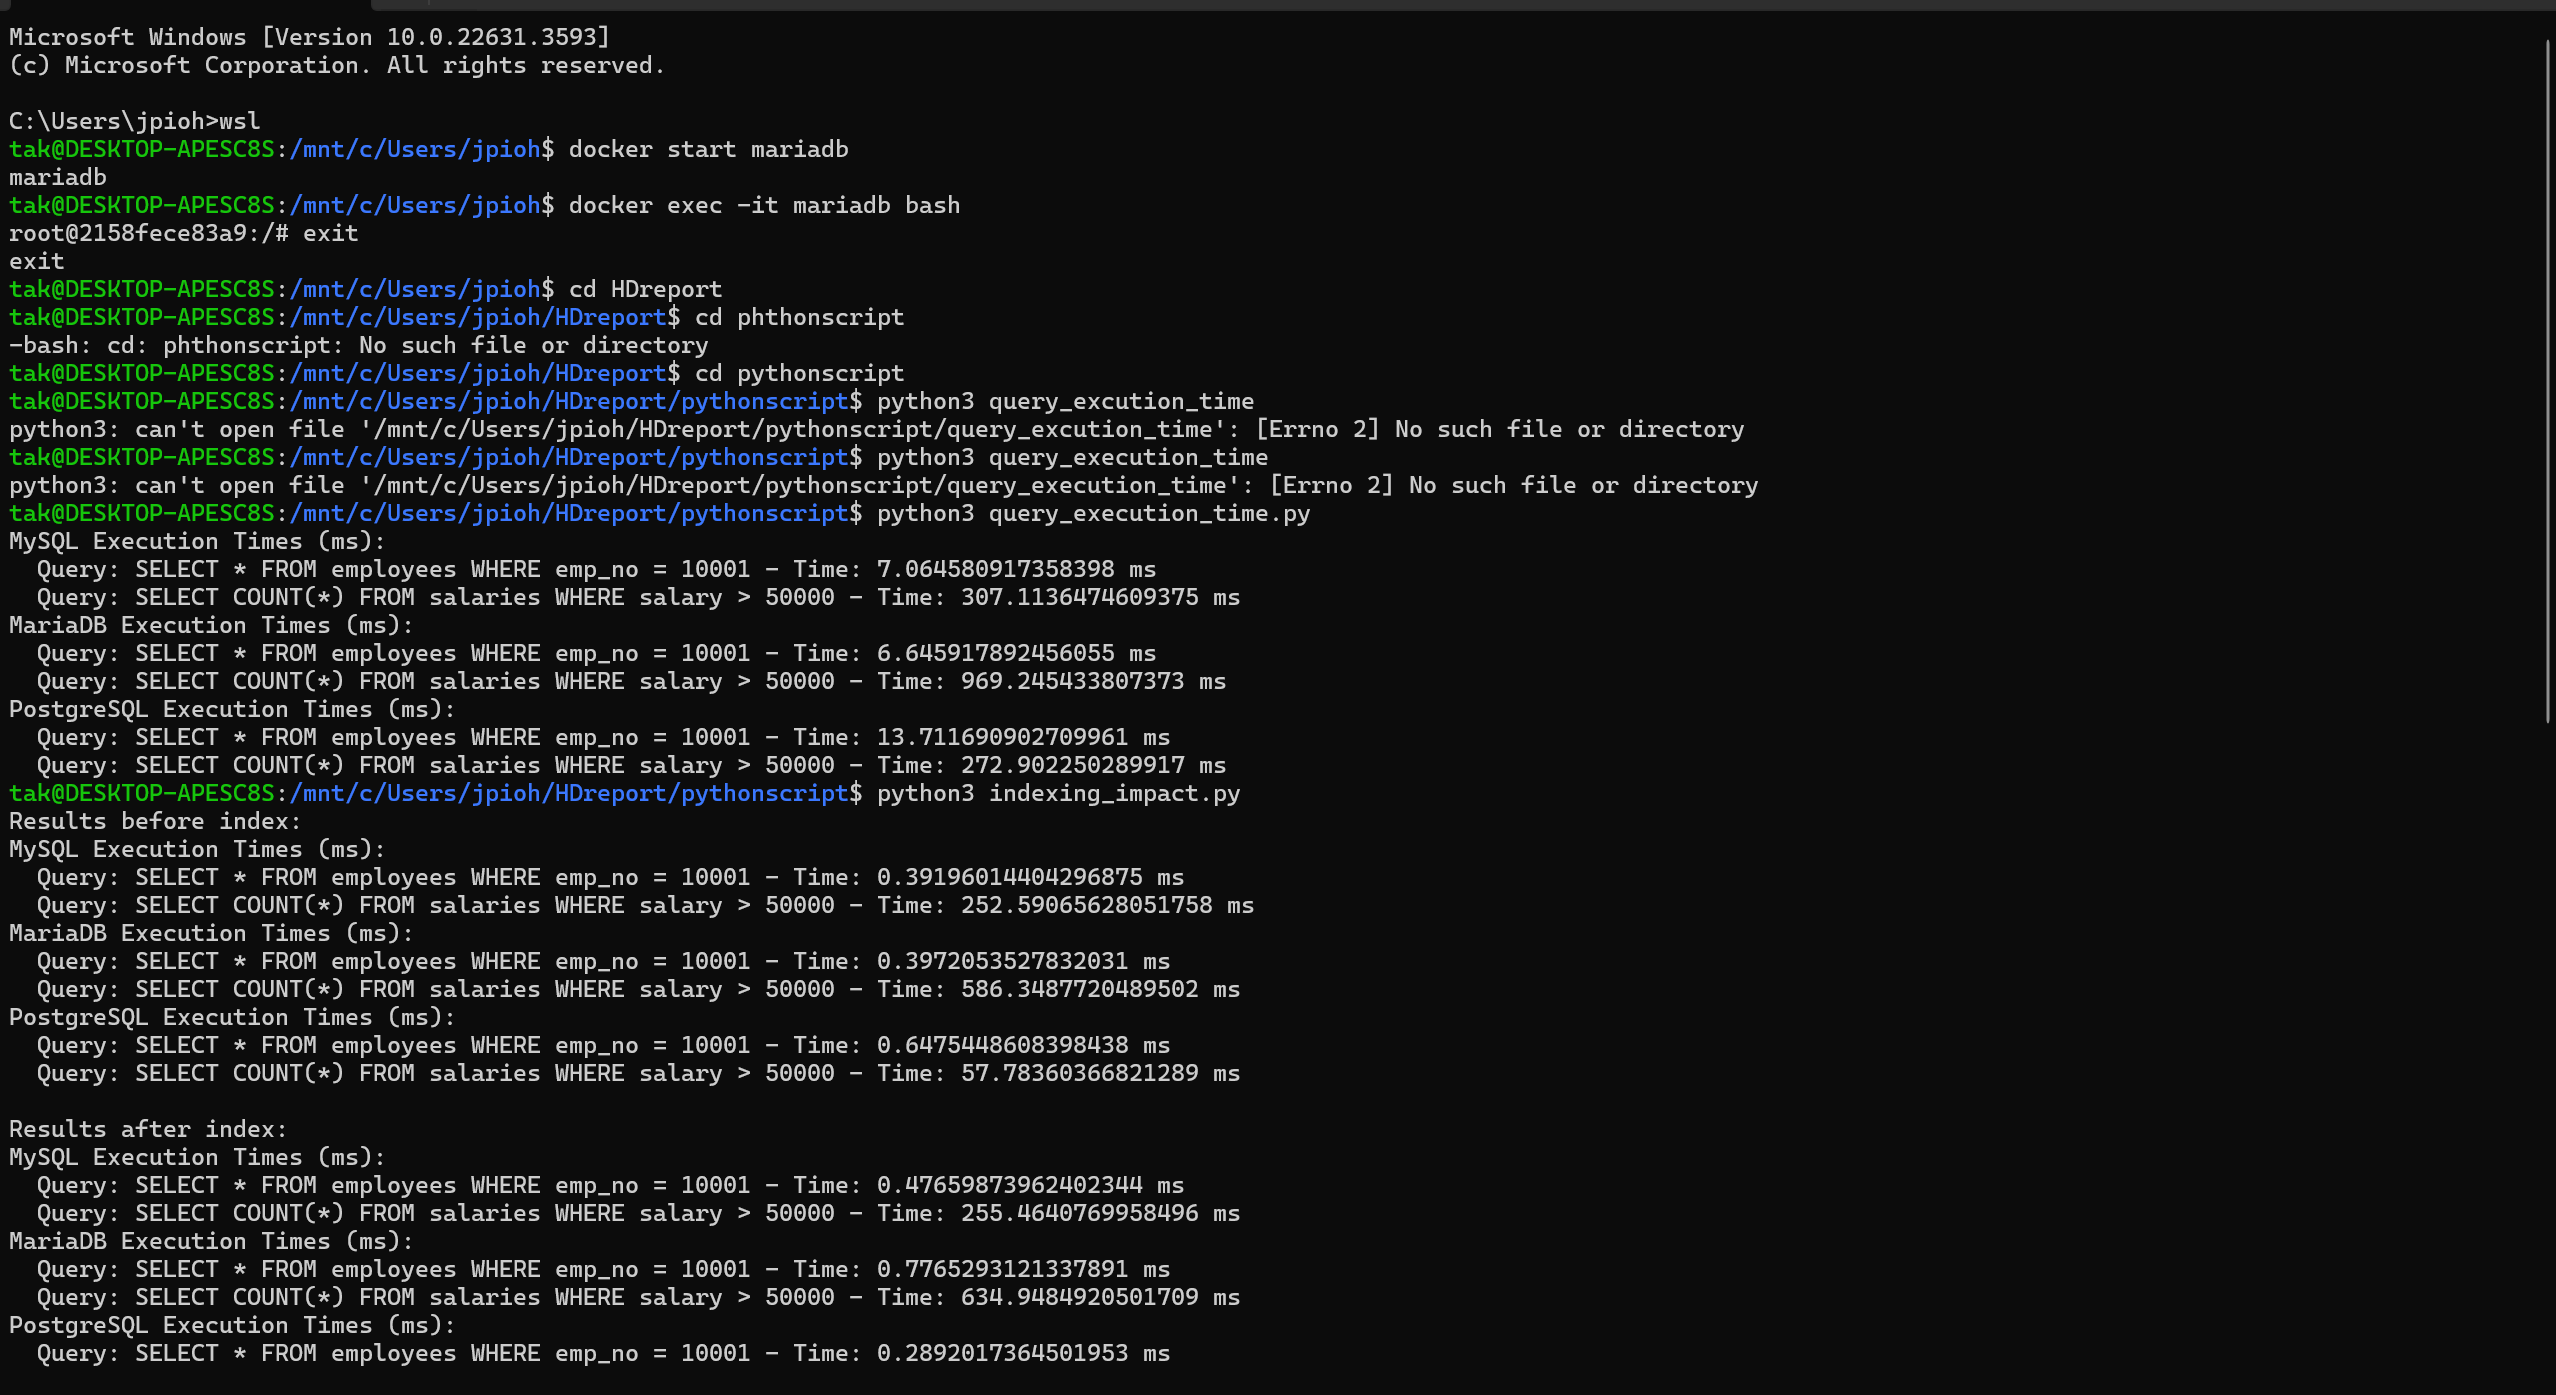 Microsoft Windows [Version 10.0.22631.3593]
(c) Microsoft Corporation. All rights reserved.
C:\Users\jpioh>wsl
tak@DESKTOP-APESC8S:/mnt/c/Users/jpioh$ docker start mariadb
mariadb
tak@DESKTOP-APESC8S:/mnt/c/Users/jpioh$ docker exec -it mariadb bash
root@2158fece83a9:/# exit
exit
tak@DESKTOP-APESC8S:/mnt/c/Users/jpioh$ cd HDreport
tak@DESKTOP-APESC8S:/mnt/c/Users/jpioh/HDreport$ cd phthonscript
-bash: cd: phthonscript: No such file or directory
tak@DESKTOP-APESC8S:/mnt/c/Users/jpioh/HDreport$ cd pythonscript
tak@DESKTOP-APESC8S:/mnt/c/Users/jpioh/HDreport/pythonscript$ python3 query_excution_time
python3: can't open file '/mnt/c/Users/jpioh/HDreport/pythonscript/query_excution_time': [Errno 2] No such file or directory
tak@DESKTOP-APESC8S:/mnt/c/Users/jpioh/HDreport/pythonscript$ python3 query_execution_time
python3: can't open file '/mnt/c/Users/jpioh/HDreport/pythonscript/query_execution_time': [Errno 2] No such file or directory
tak@DESKTOP-APESC8S:/mnt/c/Users/jpioh/HDreport/pythonscript$ python3 query_execution_time.py
MySQL Execution Times (ms):
  Query: SELECT * FROM employees WHERE emp_no = 10001 - Time: 7.064580917358398 ms
  Query: SELECT COUNT(*) FROM salaries WHERE salary > 50000 - Time: 307.1136474609375 ms
MariaDB Execution Times (ms):
  Query: SELECT * FROM employees WHERE emp_no = 10001 - Time: 6.645917892456055 ms
  Query: SELECT COUNT(*) FROM salaries WHERE salary > 50000 - Time: 969.245433807373 ms
PostgreSQL Execution Times (ms):
  Query: SELECT * FROM employees WHERE emp_no = 10001 - Time: 13.711690902709961 ms
  Query: SELECT COUNT(*) FROM salaries WHERE salary > 50000 - Time: 272.902250289917 ms
tak@DESKTOP-APESC8S:/mnt/c/Users/jpioh/HDreport/pythonscript$ python3 indexing_impact.py
Results before index:
MySQL Execution Times (ms):
  Query: SELECT * FROM employees WHERE emp_no = 10001 - Time: 0.39196014404296875 ms
  Query: SELECT COUNT(*) FROM salaries WHERE salary > 50000 - Time: 252.59065628051758 ms
MariaDB Execution Times (ms):
  Query: SELECT * FROM employees WHERE emp_no = 10001 - Time: 0.3972053527832031 ms
  Query: SELECT COUNT(*) FROM salaries WHERE salary > 50000 - Time: 586.3487720489502 ms
PostgreSQL Execution Times (ms):
  Query: SELECT * FROM employees WHERE emp_no = 10001 - Time: 0.6475448608398438 ms
  Query: SELECT COUNT(*) FROM salaries WHERE salary > 50000 - Time: 57.78360366821289 ms
Results after index:
MySQL Execution Times (ms):
  Query: SELECT * FROM employees WHERE emp_no = 10001 - Time: 0.47659873962402344 ms
  Query: SELECT COUNT(*) FROM salaries WHERE salary > 50000 - Time: 255.4640769958496 ms
MariaDB Execution Times (ms):
  Query: SELECT * FROM employees WHERE emp_no = 10001 - Time: 0.7765293121337891 ms
  Query: SELECT COUNT(*) FROM salaries WHERE salary > 50000 - Time: 634.9484920501709 ms
PostgreSQL Execution Times (ms):
  Query: SELECT * FROM employees WHERE emp_no = 10001 - Time: 0.2892017364501953 ms